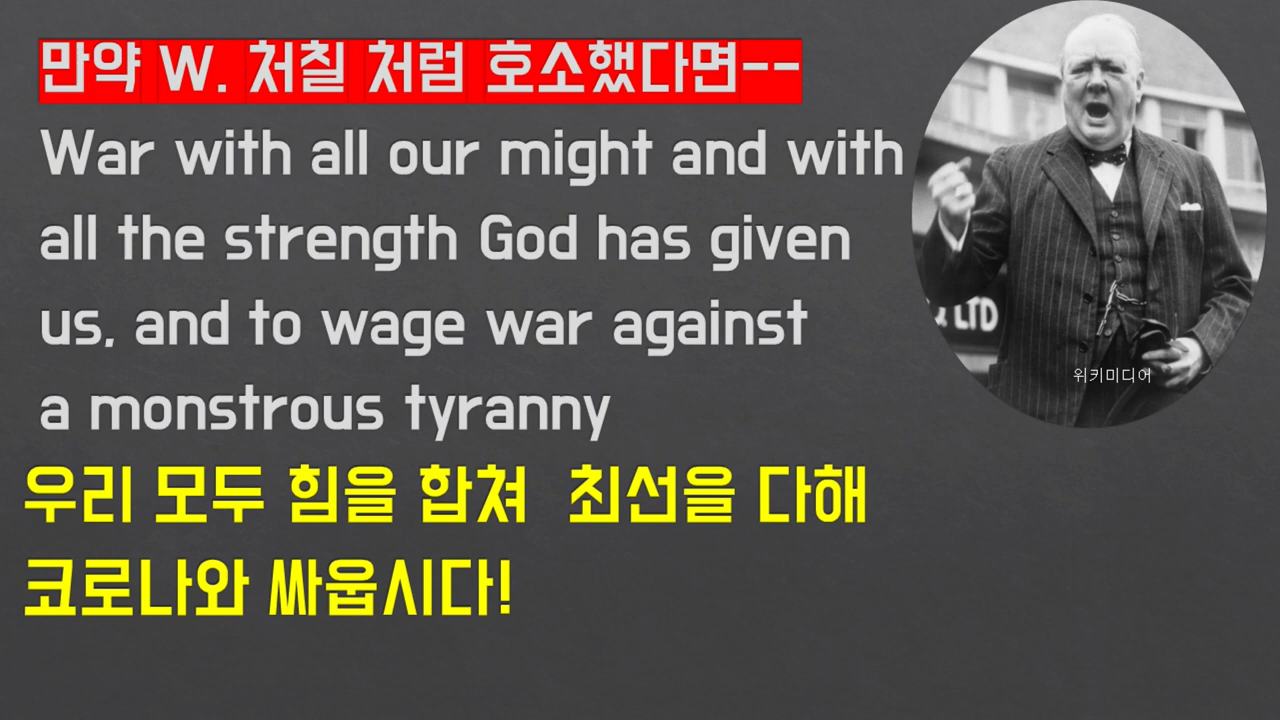 만약 W. 처칠 처럼 호소했다면--
War with all our might and with
all the strength God has given
us, and to wage war against
a monstrous tyranny
우리 모두 힘을 합쳐 최선을 다해
코로나와 싸웁시다!
& LTD
위키미디어